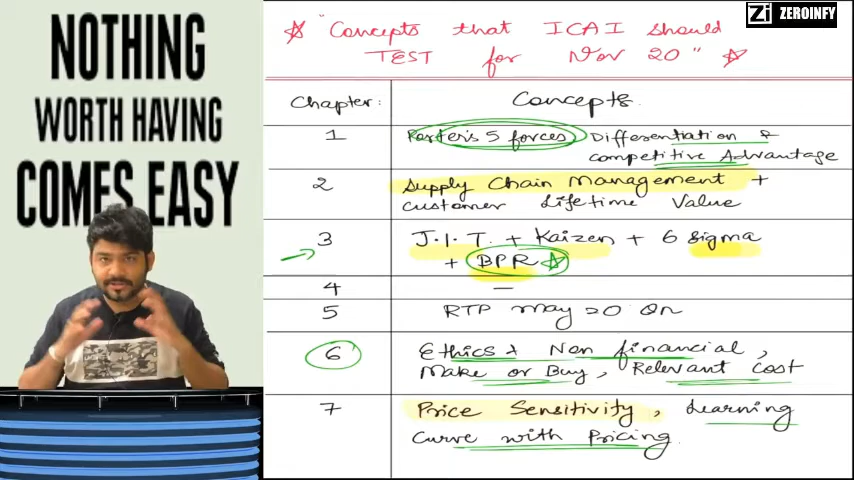 NOTHING
WORTH HAVING
COMES EASY
Zi ZEROINFY
"Concepts that ICAI should
TEST for Nov 20"
Chapter: Concepts
1 Porter's 5 forces Differentiation &
competitive Advantage
2 Supply Chain Management +
customer Lifetime Value
3 J.I.T. + Kaizen + 6 Sigma
+ BPR
4 —
5 RTP May 20 Qn
6 Ethics & Non financial,
Make or Buy, Relevant Cost
7 Price Sensitivity, Learning
Curve with Pricing.